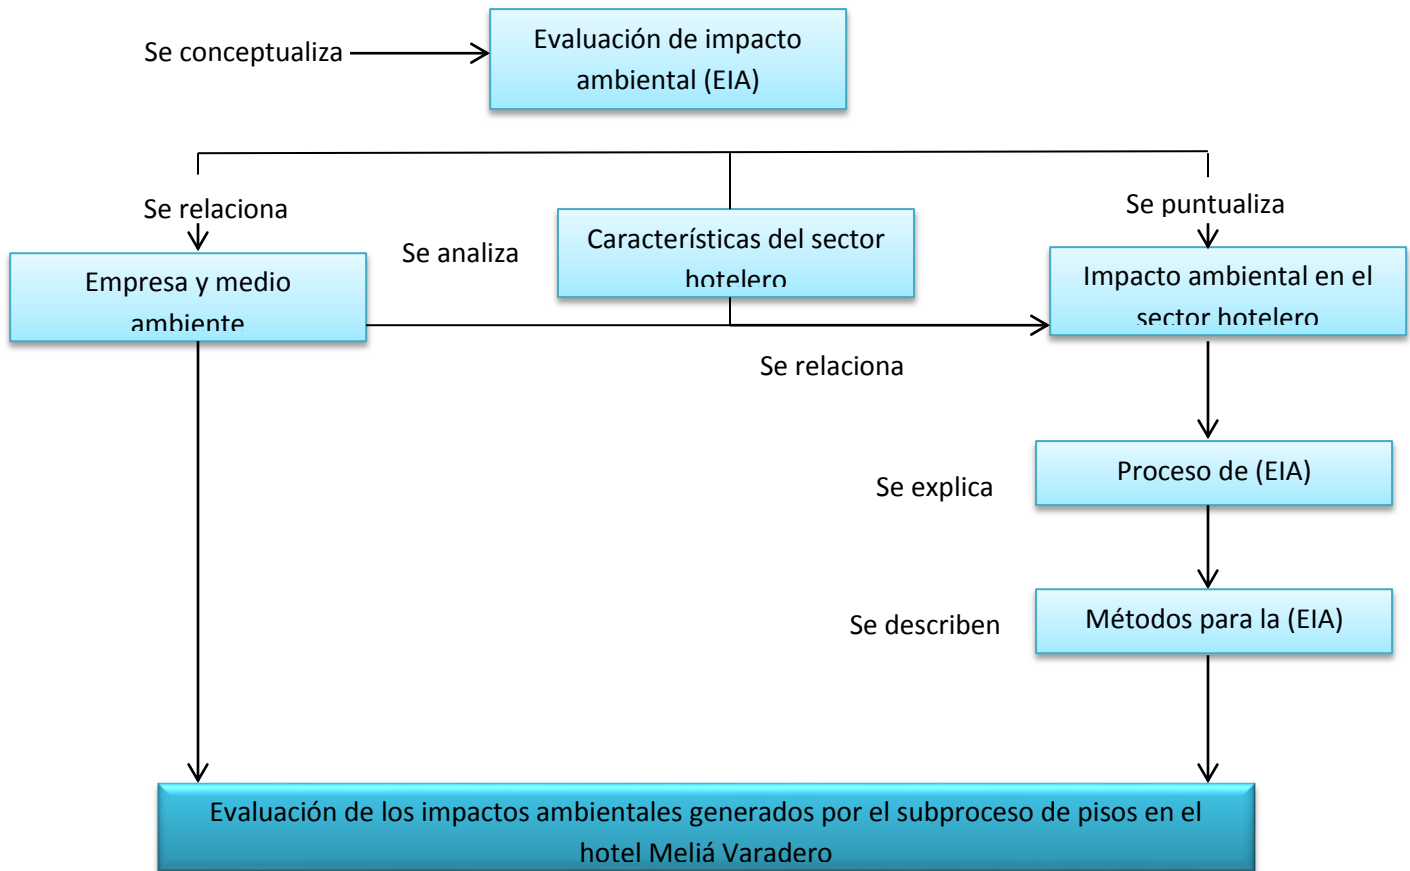 Se conceptualiza
Evaluación de impacto
ambiental (EIA)
Se relaciona
Se puntualiza
Se analiza
Características del sector
hotelero
Empresa y medio
ambiente
Impacto ambiental en el
sector hotelero
Se relaciona
Se explica
Proceso de (EIA)
Se describen
Métodos para la (EIA)
Evaluación de los impactos ambientales generados por el subproceso de pisos en el
hotel Meliá Varadero